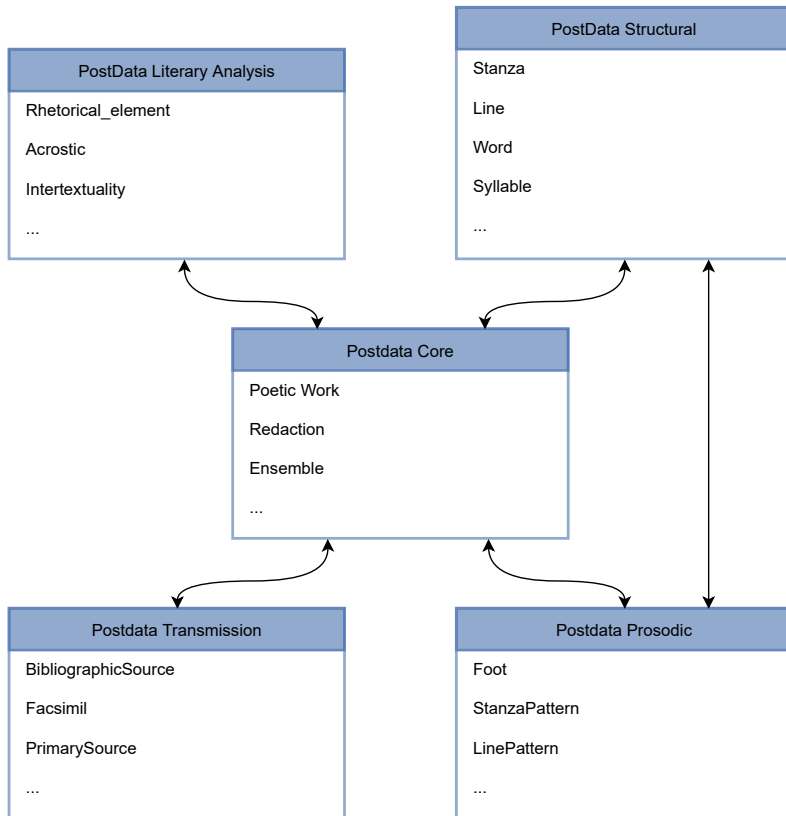 PostData Literary Analysis
Rhetorical_element
Acrostic
Intertextuality
...
PostData Structural
Stanza
Line
Word
Syllable
...
Postdata Core
Poetic Work
Redaction
Ensemble
...
Postdata Transmission
BibliographicSource
Facsimil
PrimarySource
...
Postdata Prosodic
Foot
StanzaPattern
LinePattern
...